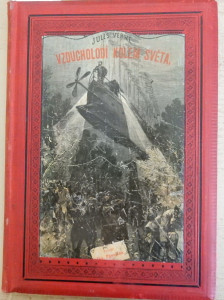 JULES VERNE
VZDUCHOLODÍ KOLEM SVĚTA.